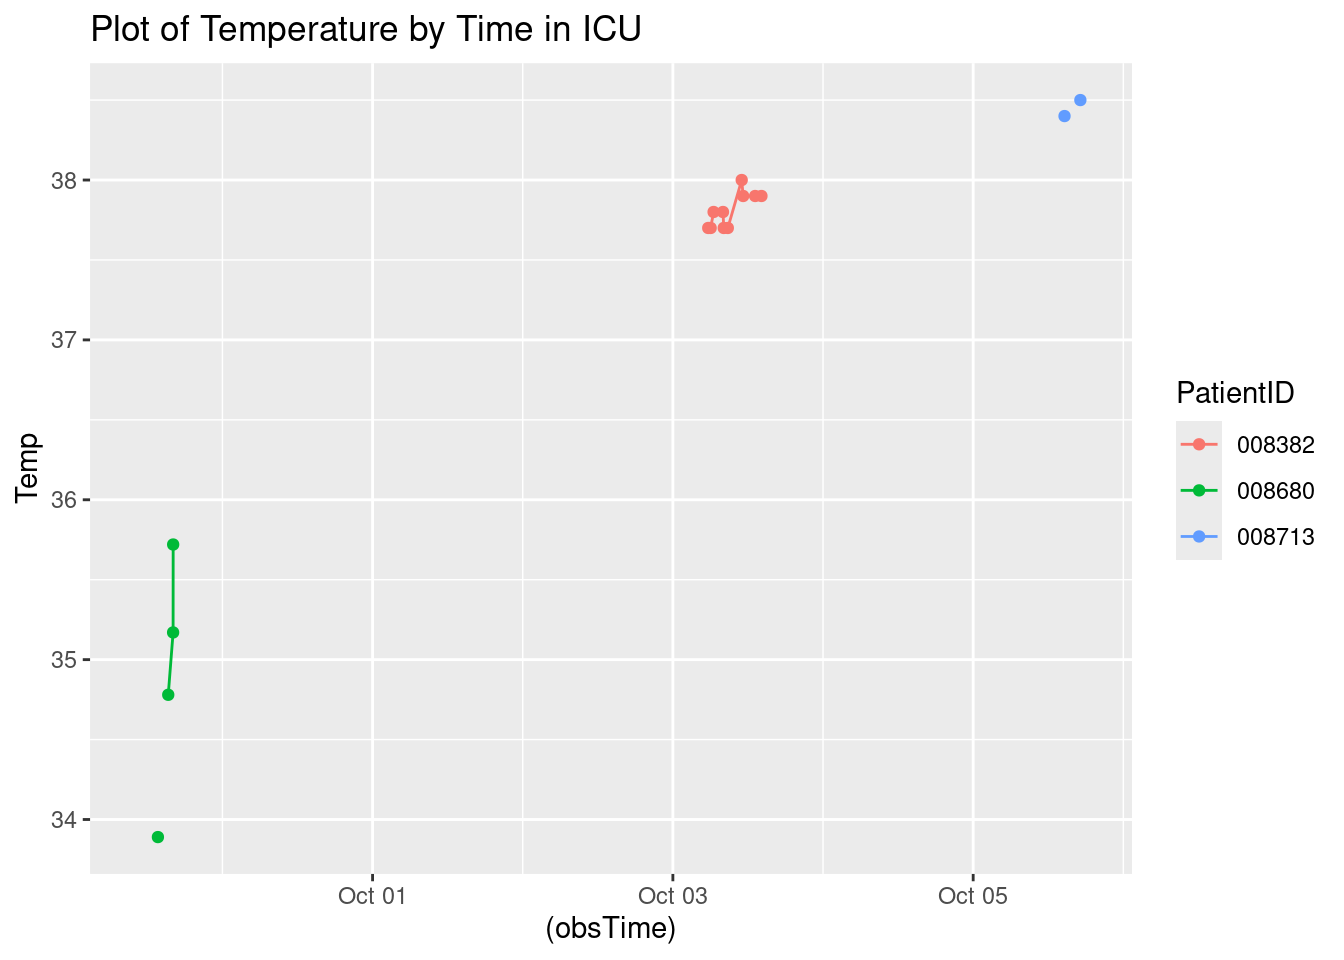 Plot of Temperature by Time in ICU
38
37
36
35
34
Temp
Oct 01
Oct 03
Oct 05
(obsTime)
PatientID
008382
008680
008713